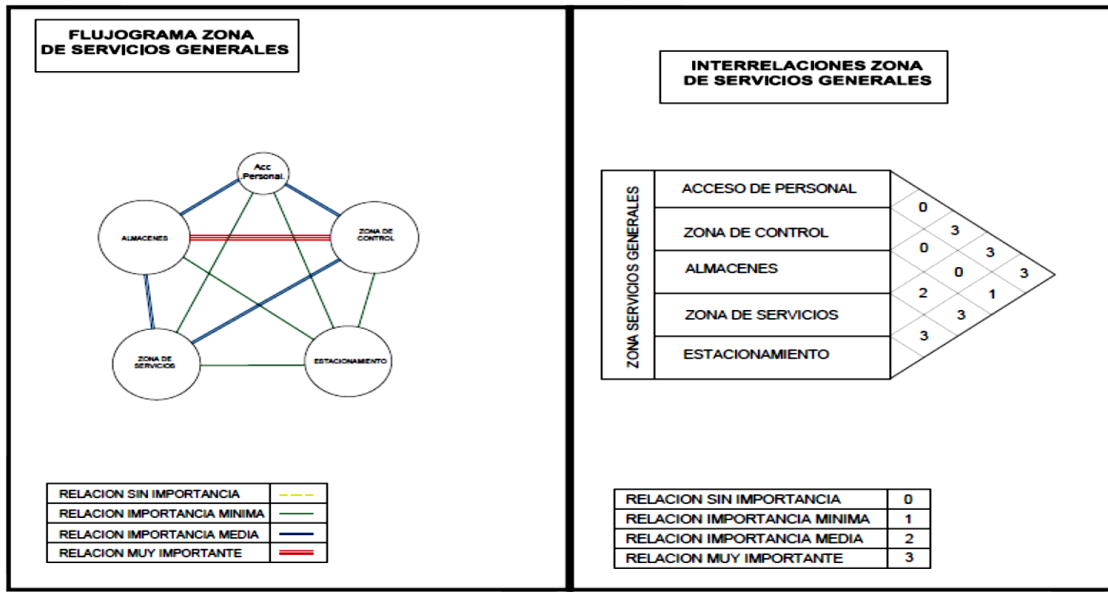 FLUJOGRAMA ZONA
DE SERVICIOS GENERALES
Acc
.Personal.
ALMACENES
ZONA DE
CONTROL
ZONA DE
SERVICIOS
ESTACIONAMIENTO
RELACION SIN IMPORTANCIA
RELACION IMPORTANCIA MINIMA
RELACION IMPORTANCIA MEDIA
RELACION MUY IMPORTANTE
INTERRELACIONES ZONA
DE SERVICIOS GENERALES
ZONA SERVICIOS GENERALES
ACCESO DE PERSONAL
ZONA DE CONTROL
ALMACENES
ZONA DE SERVICIOS
ESTACIONAMIENTO
0
3
0 3
0 3
2 1
3
3
RELACION SIN IMPORTANCIA 0
RELACION IMPORTANCIA MINIMA 1
RELACION IMPORTANCIA MEDIA 2
RELACION MUY IMPORTANTE 3